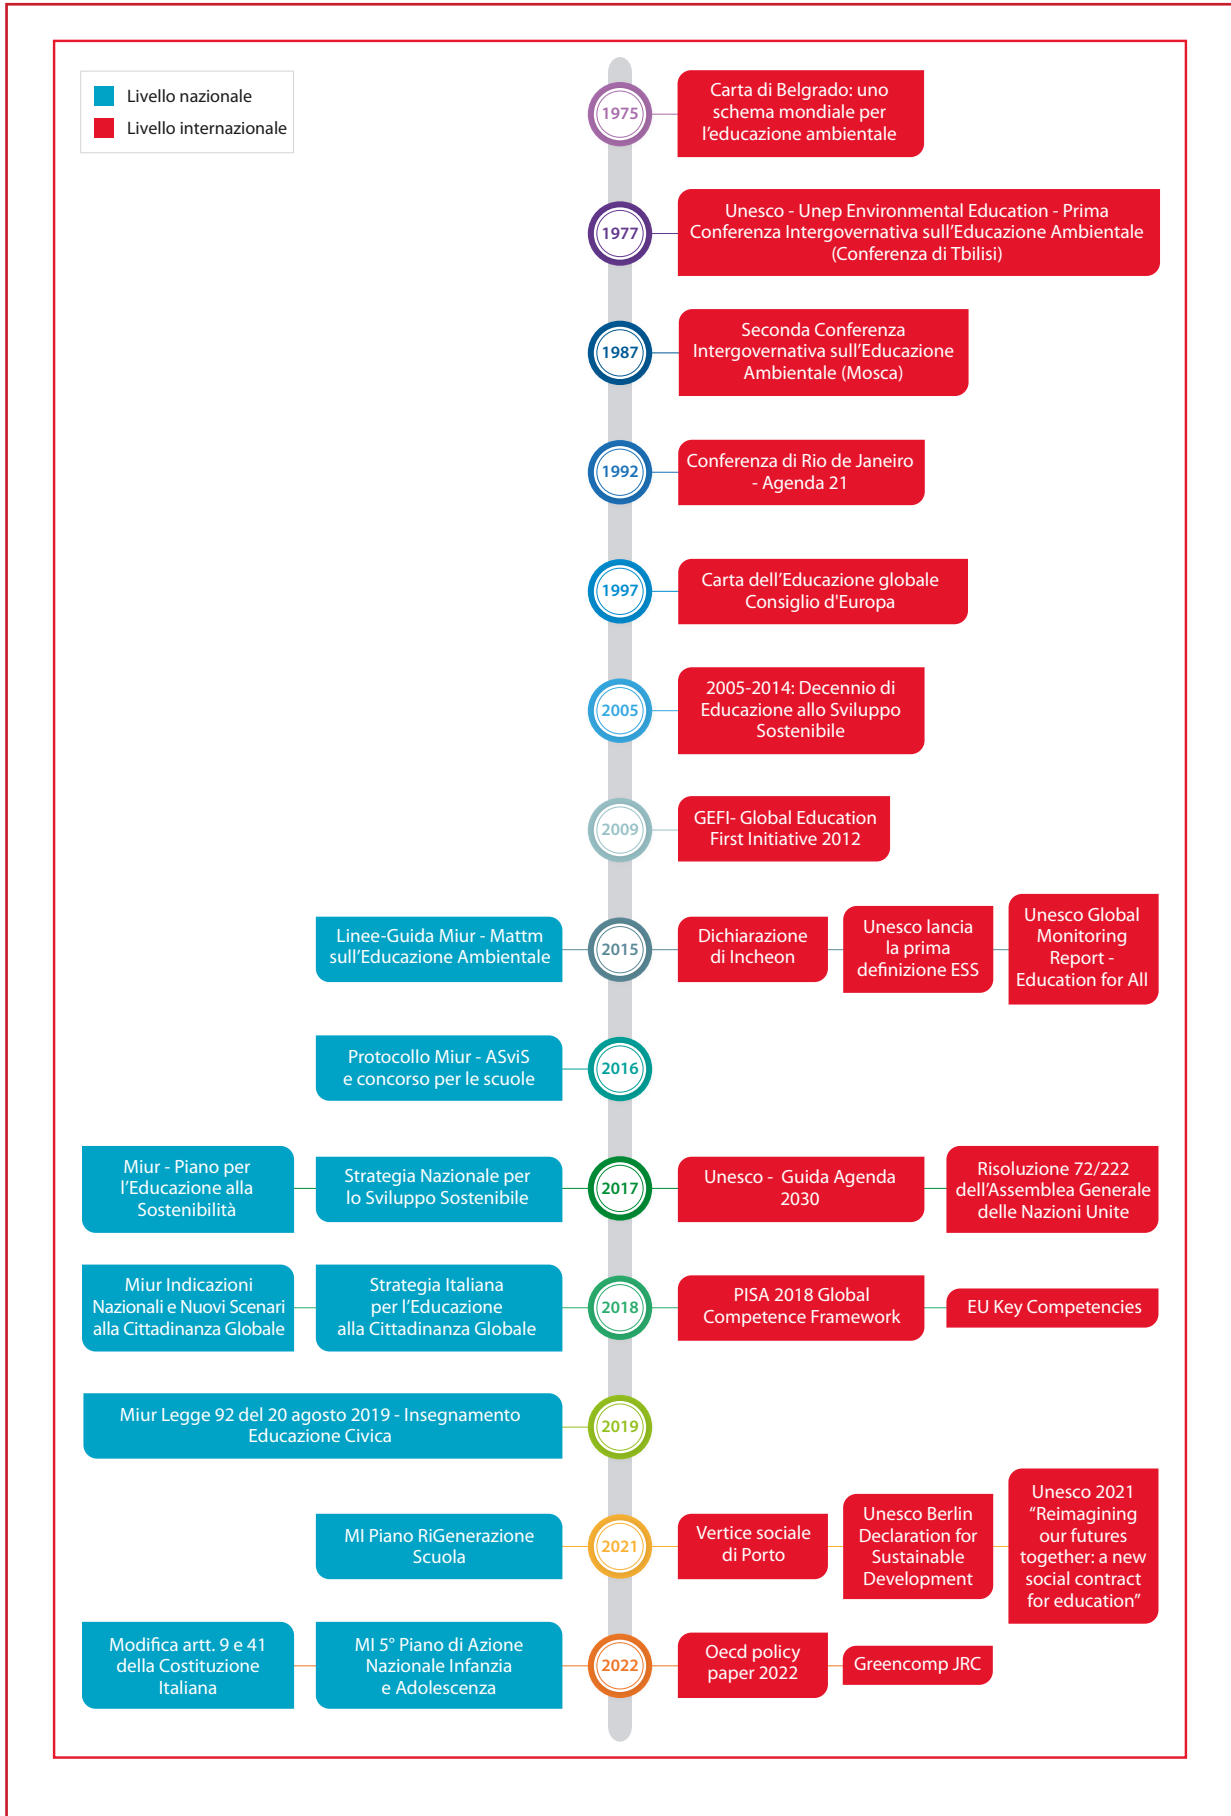 Livello nazionale
Livello internazionale
1975
Carta di Belgrado: uno
schema mondiale per
l’educazione ambientale
1977
Unesco - Unep Environmental Education - Prima
Conferenza Intergovernativa sull’Educazione Ambientale
(Conferenza di Tbilisi)
1987
Seconda Conferenza
Intergovernativa sull’Educazione
Ambientale (Mosca)
1992
Conferenza di Rio de Janeiro
- Agenda 21
1997
Carta dell’Educazione globale
Consiglio d'Europa
2005
2005-2014: Decennio di
Educazione allo Sviluppo
Sostenibile
2009
GEFI- Global Education
First Initiative 2012
Linee-Guida Miur - Mattm
sull’Educazione Ambientale
2015
Dichiarazione
di Incheon
Unesco lancia
la prima
definizione ESS
Unesco Global
Monitoring
Report -
Education for All
Protocollo Miur - ASviS
e concorso per le scuole
2016
Miur - Piano per
l’Educazione alla
Sostenibilità
Strategia Nazionale per
lo Sviluppo Sostenibile
2017
Unesco - Guida Agenda
2030
Risoluzione 72/222
dell’Assemblea Generale
delle Nazioni Unite
Miur Indicazioni
Nazionali e Nuovi Scenari
alla Cittadinanza Globale
Strategia Italiana
per l’Educazione
alla Cittadinanza Globale
2018
PISA 2018 Global
Competence Framework
EU Key Competencies
Miur Legge 92 del 20 agosto 2019 - Insegnamento
Educazione Civica
2019
MI Piano RiGenerazione
Scuola
2021
Vertice sociale
di Porto
Unesco Berlin
Declaration for
Sustainable
Development
Unesco 2021
“Reimagining
our futures
together: a new
social contract
for education”
Modifica artt. 9 e 41
della Costituzione
Italiana
MI 5° Piano di Azione
Nazionale Infanzia
e Adolescenza
2022
Oecd policy
paper 2022
Greencomp JRC